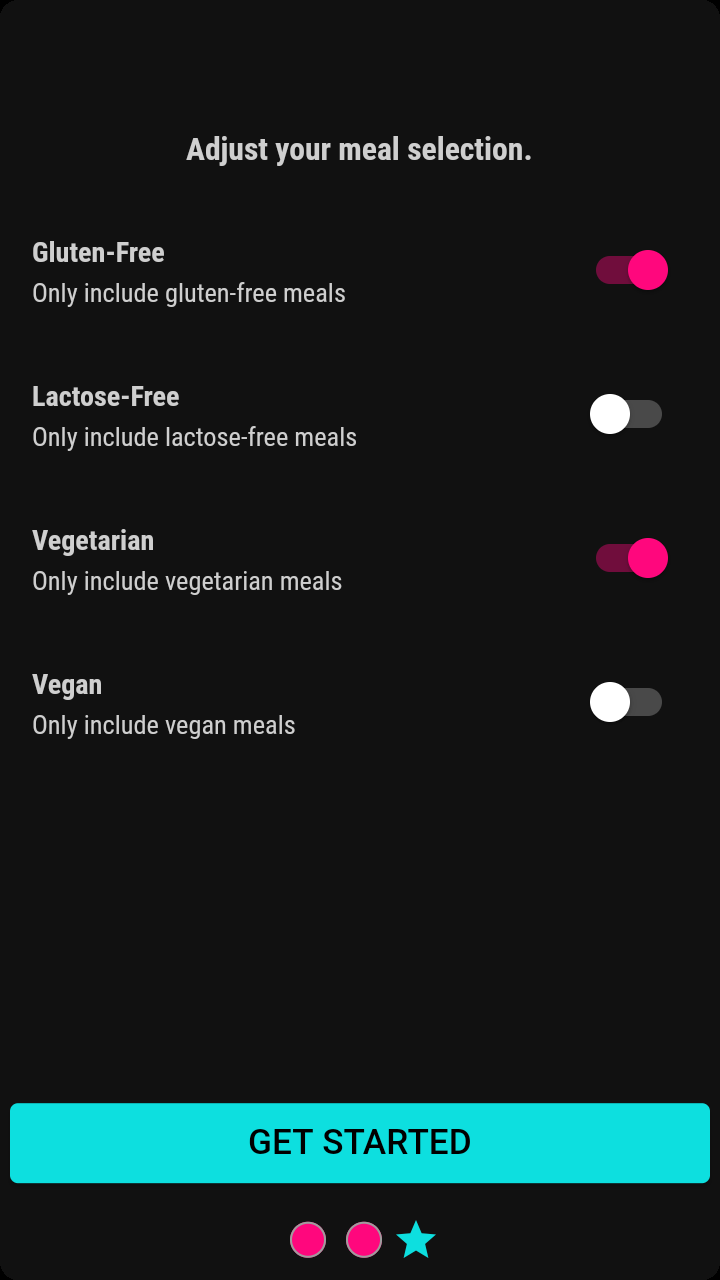 Adjust your meal selection.
Gluten-Free
Only include gluten-free meals
Lactose-Free
Only include lactose-free meals
Vegetarian
Only include vegetarian meals
Vegan
Only include vegan meals
GET STARTED